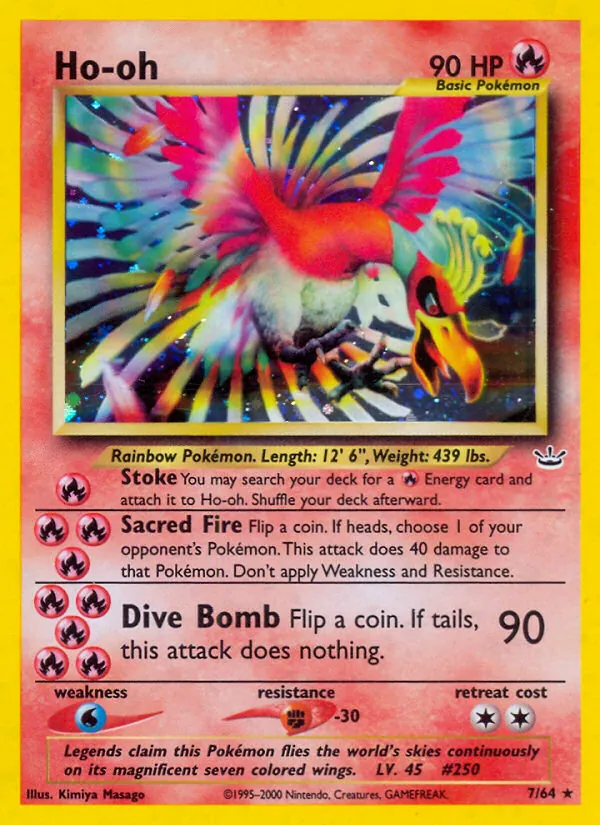 Ho-oh
90 HP
Basic Pokémon
Rainbow Pokémon. Length: 12' 6", Weight: 439 lbs.
Stoke You may search your deck for a Energy card and
attach it to Ho-oh. Shuffle your deck afterward.
Sacred Fire Flip a coin. If heads, choose 1 of your
opponent's Pokémon. This attack does 40 damage to
that Pokémon. Don't apply Weakness and Resistance.
Dive Bomb Flip a coin. If tails, 90
this attack does nothing.
weakness resistance retreat cost
-30
Legends claim this Pokémon flies the world's skies continuously
on its magnificent seven colored wings. LV. 45 #250
Illus. Kimiya Masago ©1995–2000 Nintendo, Creatures, GAMEFREAK. 7/64 ★